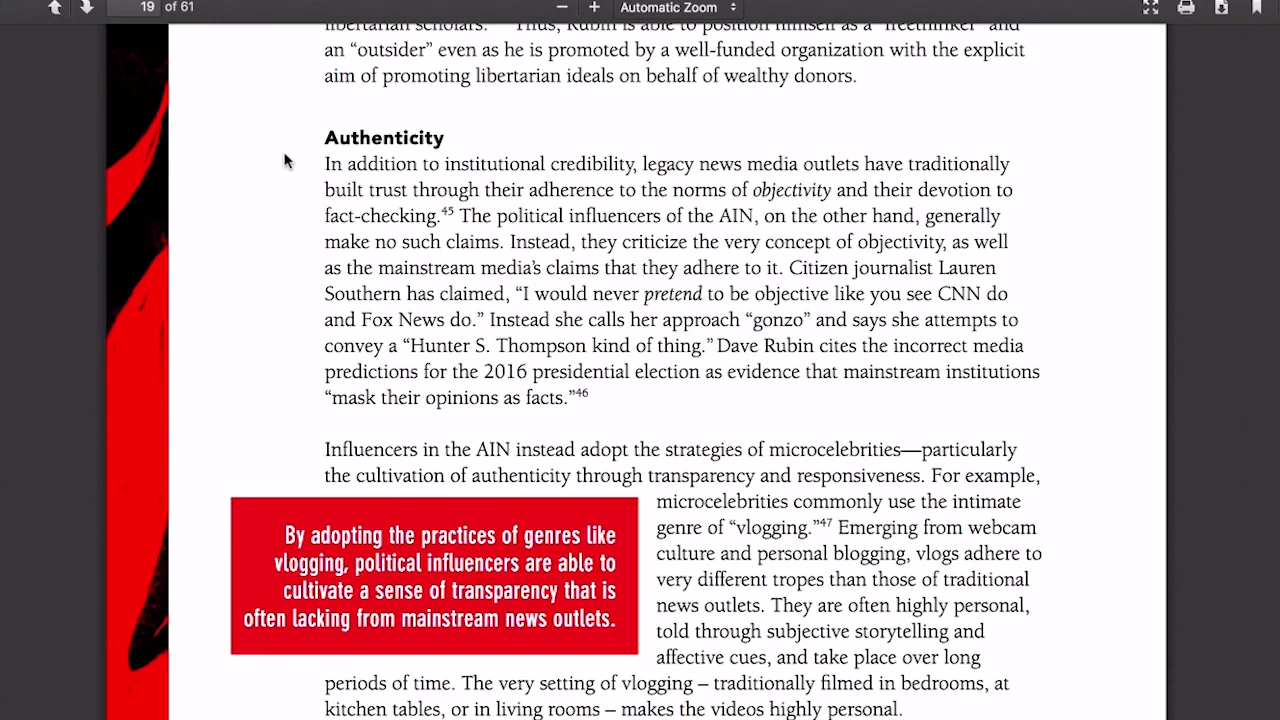 19 of 61
Automatic Zoom
libertarian scholars. Thus, Rubin is able to position himself as a "freethinker" and
an “outsider” even as he is promoted by a well-funded organization with the explicit
aim of promoting libertarian ideals on behalf of wealthy donors.
Authenticity
In addition to institutional credibility, legacy news media outlets have traditionally
built trust through their adherence to the norms of objectivity and their devotion to
fact-checking.45 The political influencers of the AIN, on the other hand, generally
make no such claims. Instead, they criticize the very concept of objectivity, as well
as the mainstream media’s claims that they adhere to it. Citizen journalist Lauren
Southern has claimed, “I would never pretend to be objective like you see CNN do
and Fox News do.” Instead she calls her approach “gonzo” and says she attempts to
convey a “Hunter S. Thompson kind of thing.” Dave Rubin cites the incorrect media
predictions for the 2016 presidential election as evidence that mainstream institutions
“mask their opinions as facts.”46
Influencers in the AIN instead adopt the strategies of microcelebrities—particularly
the cultivation of authenticity through transparency and responsiveness. For example,
microcelebrities commonly use the intimate
genre of “vlogging.”47 Emerging from webcam
culture and personal blogging, vlogs adhere to
very different tropes than those of traditional
news outlets. They are often highly personal,
told through subjective storytelling and
affective cues, and take place over long
periods of time. The very setting of vlogging – traditionally filmed in bedrooms, at
kitchen tables, or in living rooms – makes the videos highly personal.
By adopting the practices of genres like
vlogging, political influencers are able to
cultivate a sense of transparency that is
often lacking from mainstream news outlets.